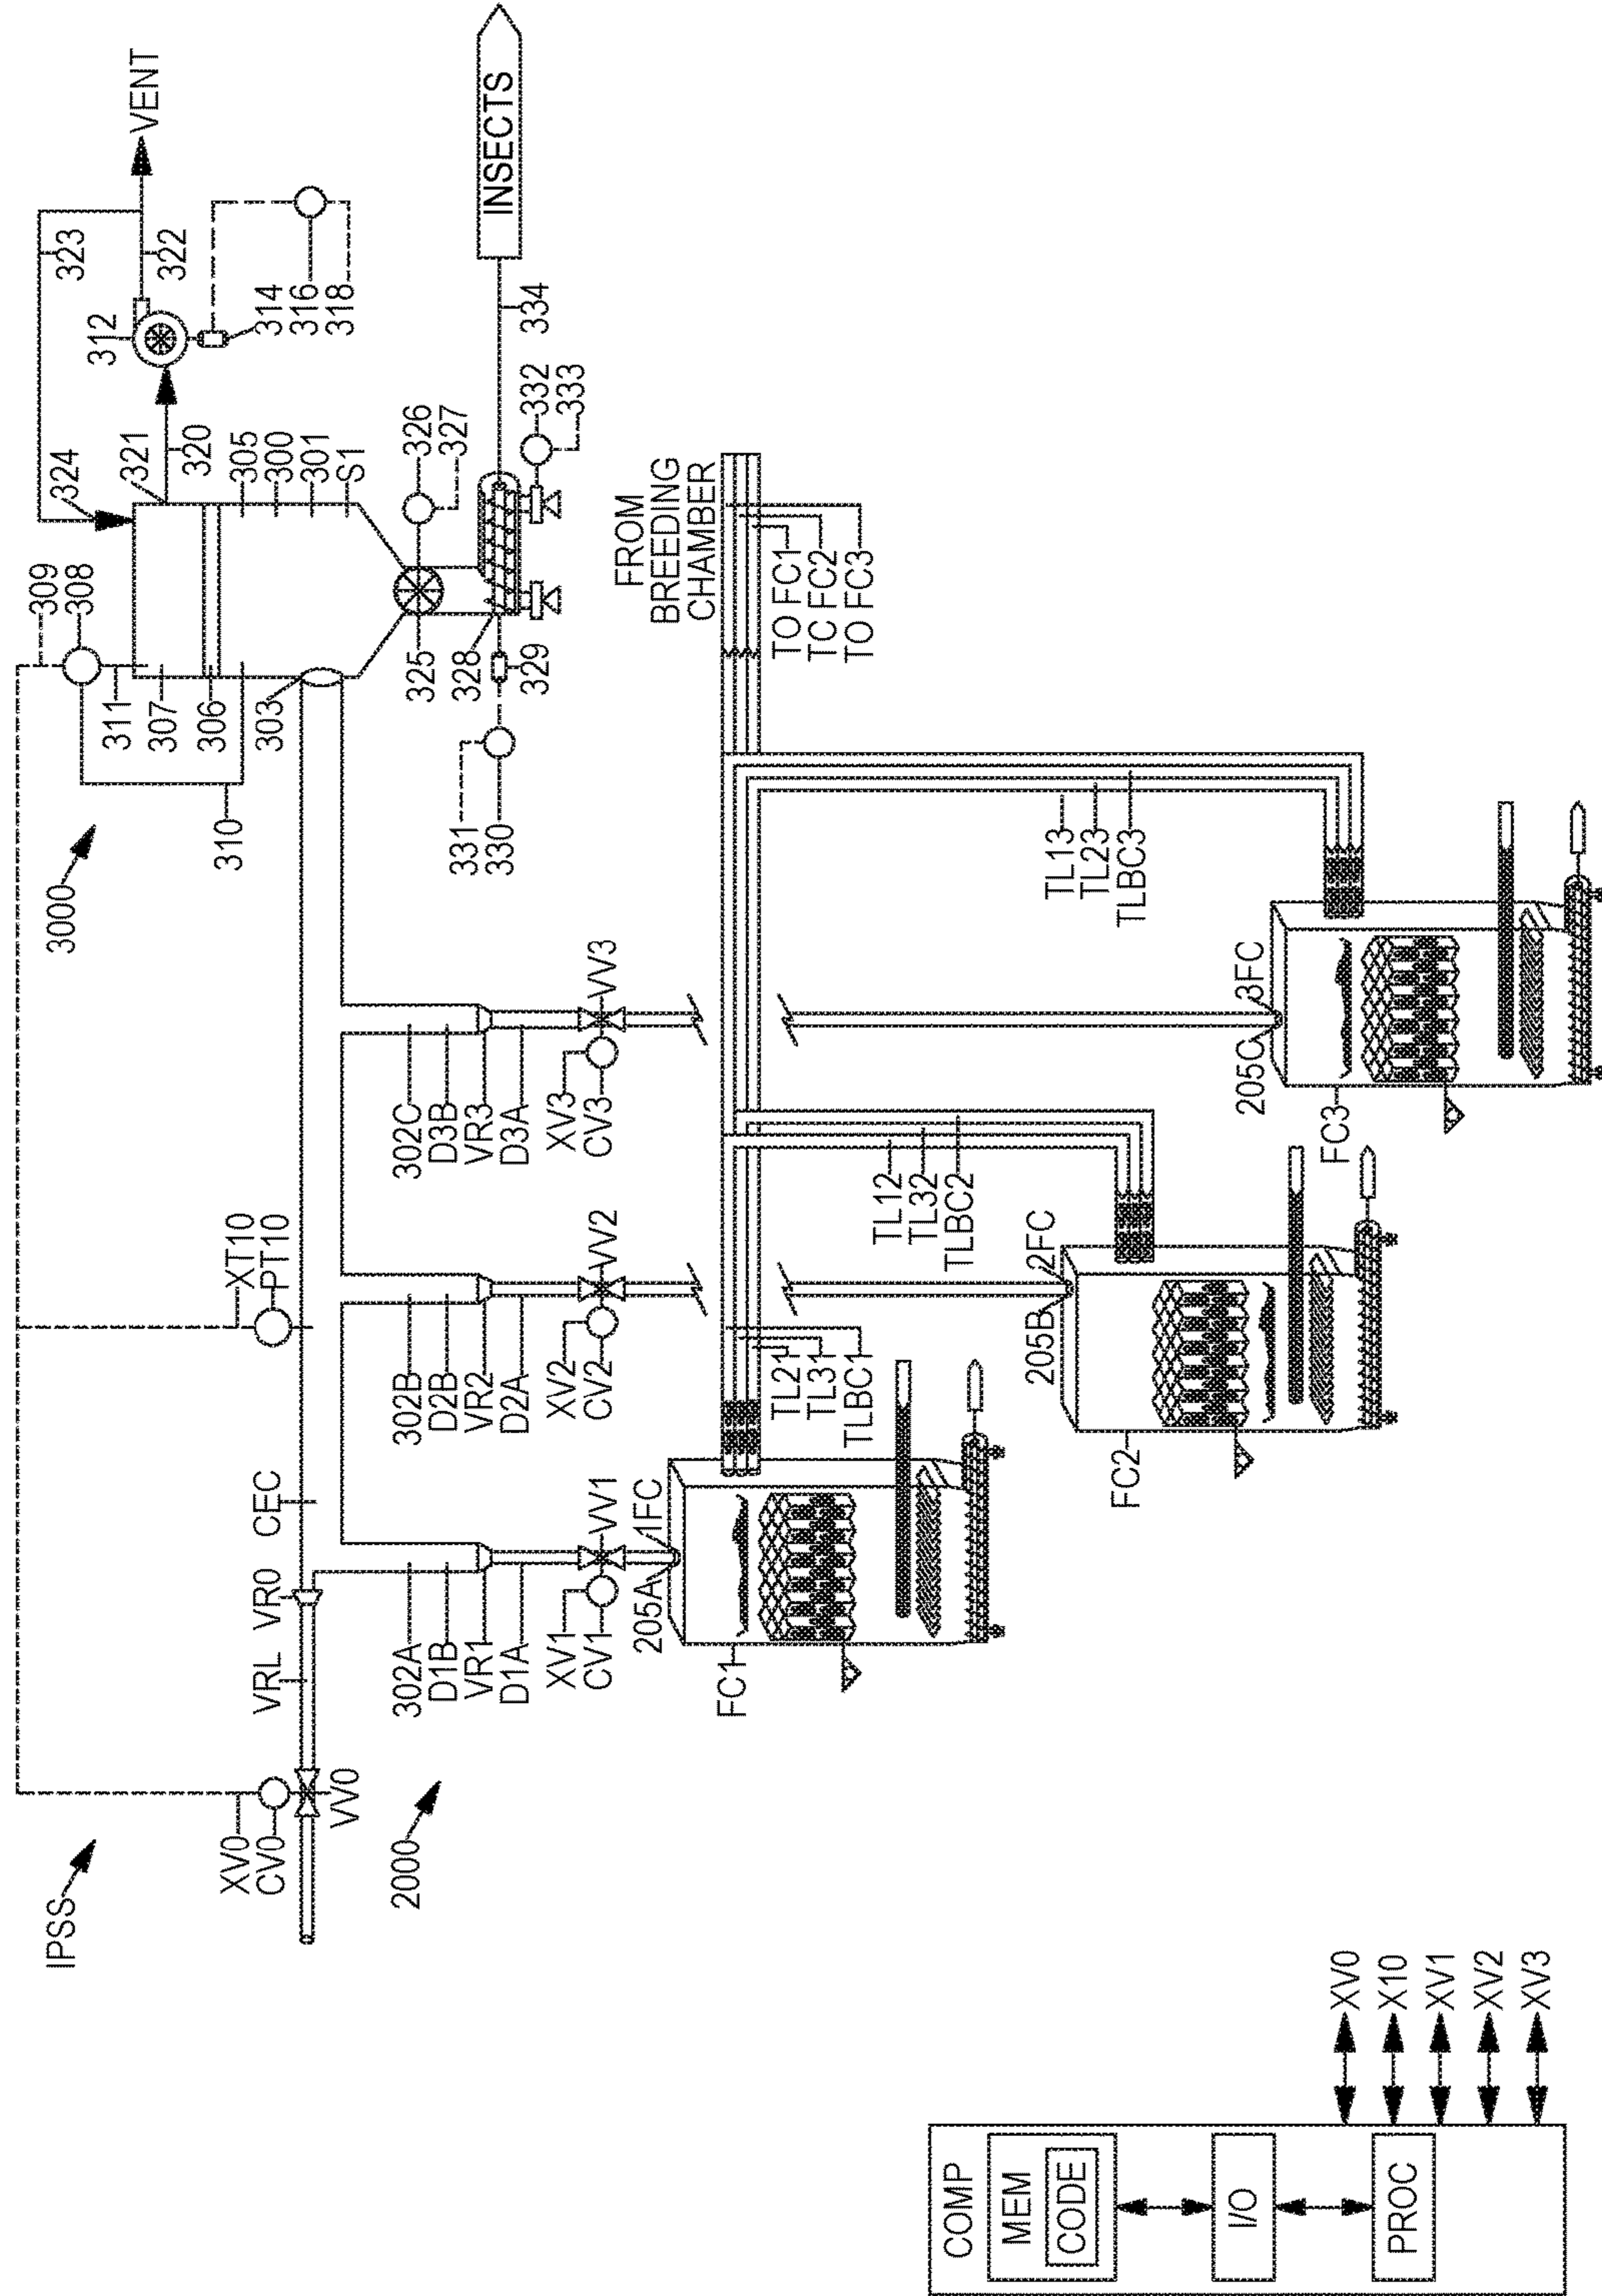 IPSS
3000
XV0
CV0
VV0
VRL
VR0
CEC
XT10
PT10
2000
302A
D1B
VR1
D1A
XV1
CV1
VV1
302B
D2B
VR2
D2A
XV2
CV2
VV2
302C
D3B
VR3
D3A
XV3
CV3
VV3
309
308
311
307
306
303
310
324
321
320
305
300
301
S1
323
322
312
VENT
314
316
318
325
326
327
328
329
331
330
332
333
334
INSECTS
FROM
BREEDING
CHAMBER
TO FC1
TC FC2
TO FC3
205A
1FC
FC1
TL21
TL31
TLBC1
205B
2FC
FC2
TL12
TL32
TLBC2
205C
3FC
FC3
TL13
TL23
TLBC3
COMP
MEM
CODE
I/O
PROC
XV0
X10
XV1
XV2
XV3